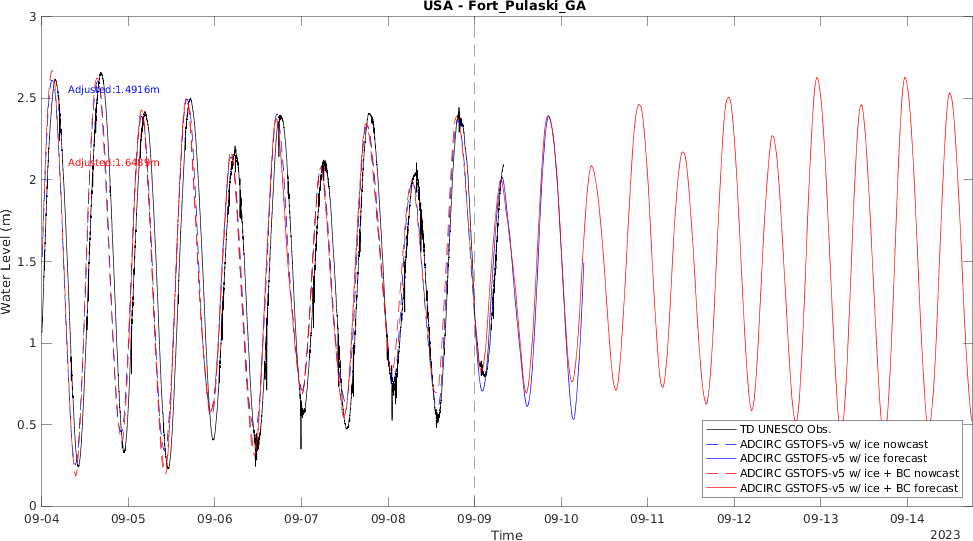 USA - Fort_Pulaski_GA
3
2.5
2
1.5
1
0.5
0
Water Level (m)
Adjusted:1.4916m
Adjusted:1.6489m
TD UNESCO Obs.
ADCIRC GSTOFS-v5 w/ ice nowcast
ADCIRC GSTOFS-v5 w/ ice forecast
ADCIRC GSTOFS-v5 w/ ice + BC nowcast
ADCIRC GSTOFS-v5 w/ ice + BC forecast
09-04 09-05 09-06 09-07 09-08 09-09 09-10 09-11 09-12 09-13 09-14
Time
2023